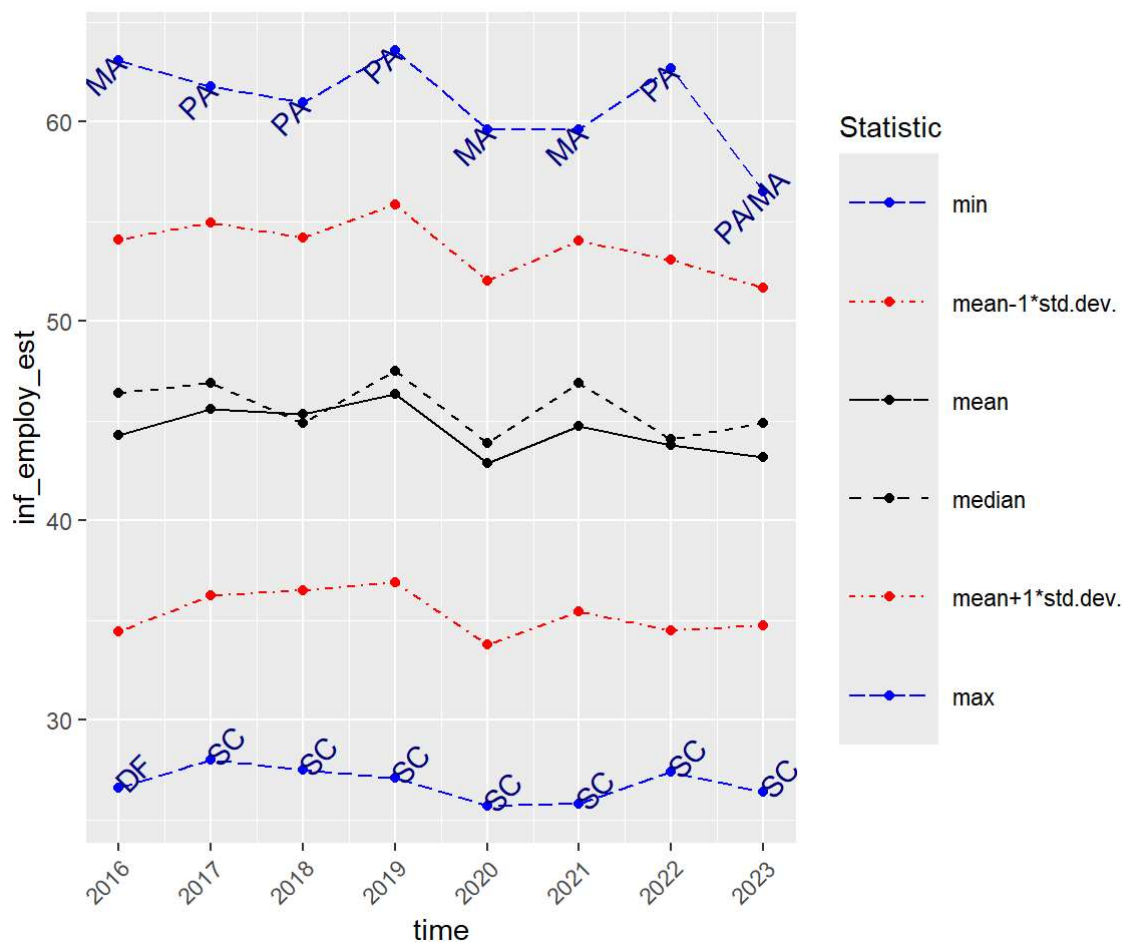 MA
PA
PA
PA
MA
MA
PA
PA/MA
DF
SC
SC
SC
SC
SC
SC
SC
60
50
40
30
inf_employ_est
2016
2017
2018
2019
2020
2021
2022
2023
time
Statistic
min
mean-1*std.dev.
mean
median
mean+1*std.dev.
max